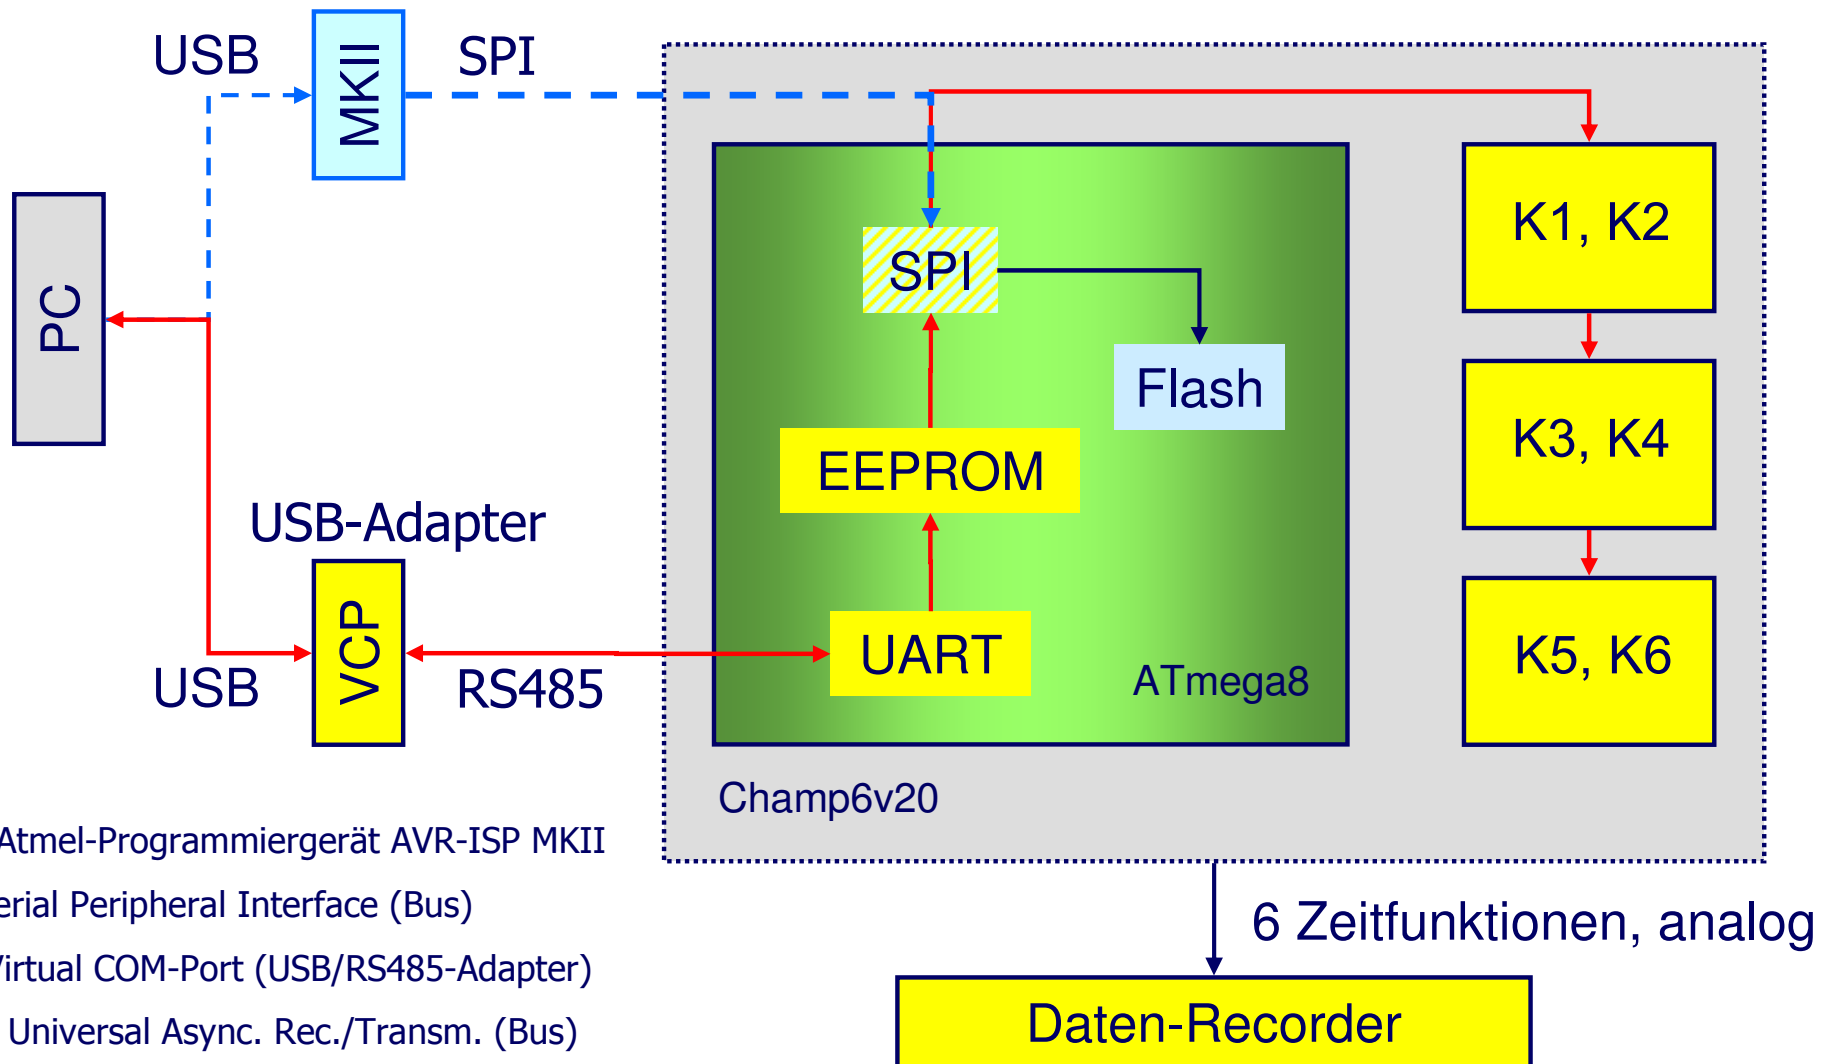 USB
MKII
SPI
PC
SPI
Flash
EEPROM
UART
ATmega8
K1, K2
K3, K4
K5, K6
USB-Adapter
VCP
USB
RS485
Champ6v20
Atmel-Programmiergerät AVR-ISP MKII
Peripheral Interface (Bus)
Virtual COM-Port (USB/RS485-Adapter)
Universal Async. Rec./Transm. (Bus)
6 Zeitfunktionen, analog
Daten-Recorder